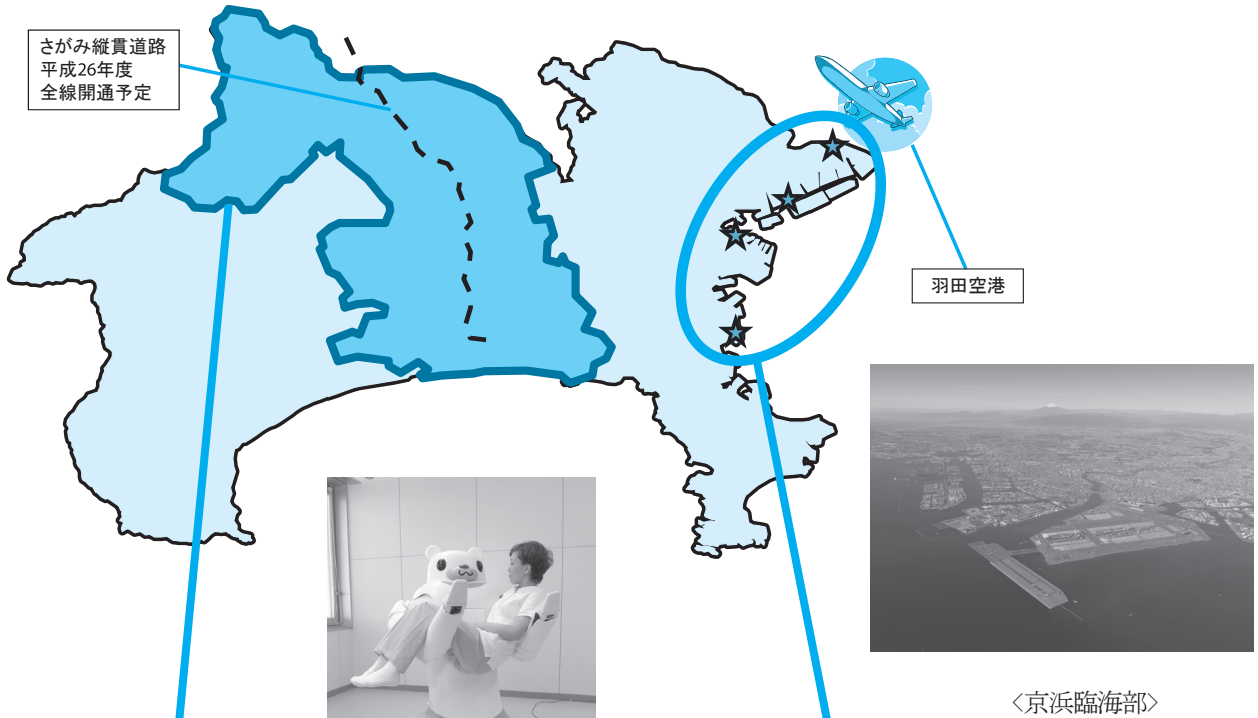 さがみ縦貫道路
平成26年度
全線開通予定
羽田空港
<京浜臨海部>